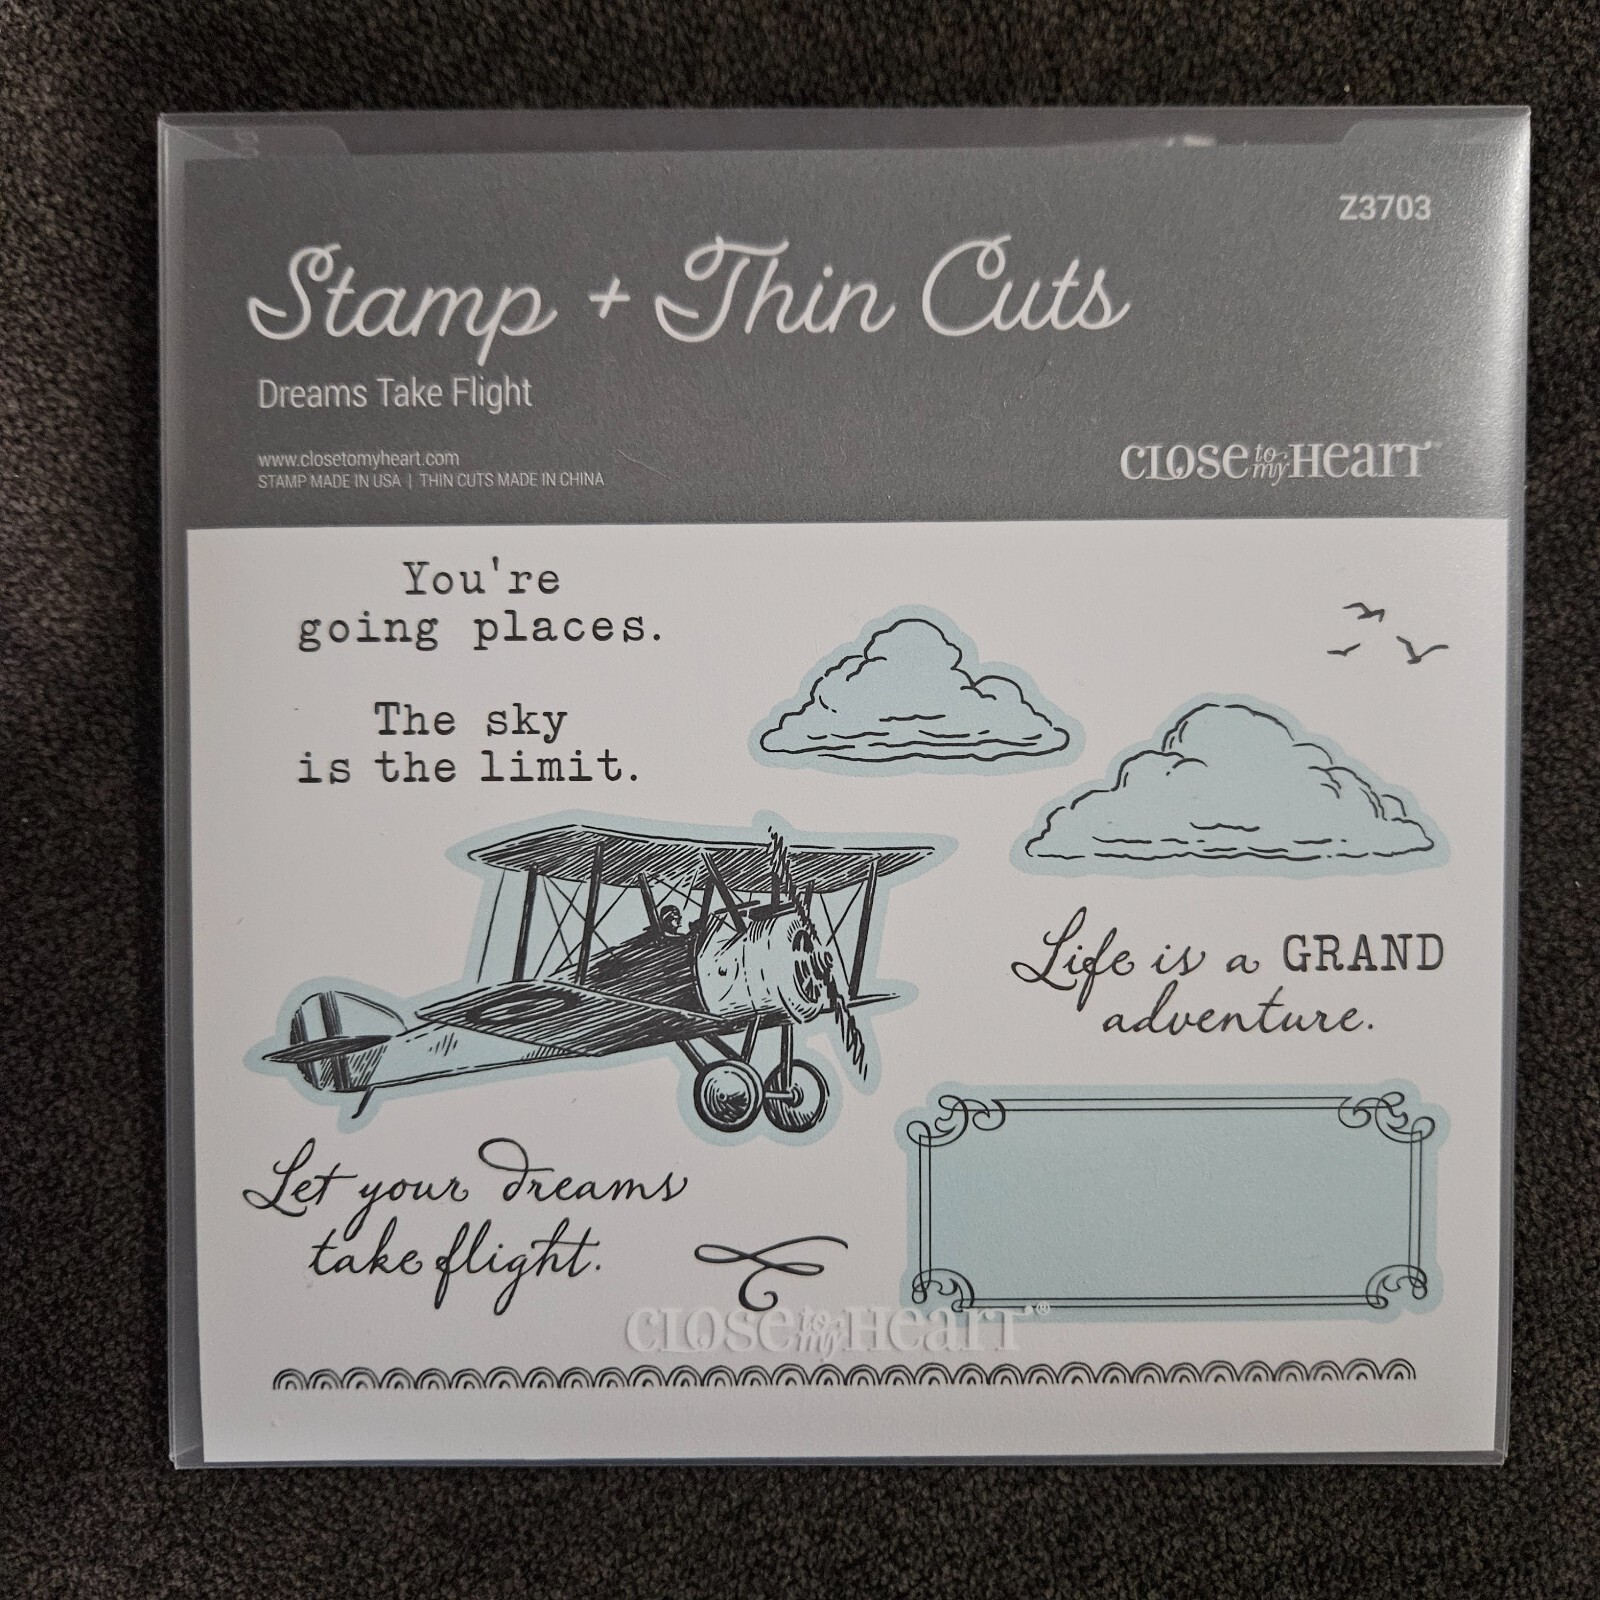 Z3703
Stamp + Thin Cuts
Dreams Take Flight
www.closetomyheart.com
STAMP MADE IN USA | THIN CUTS MADE IN CHINA
CLOSE to my HEART™
You're
going places.
The sky
is the limit.
Life is a GRAND
adventure.
Let your dreams
take flight.
CLOSE to my HEART®